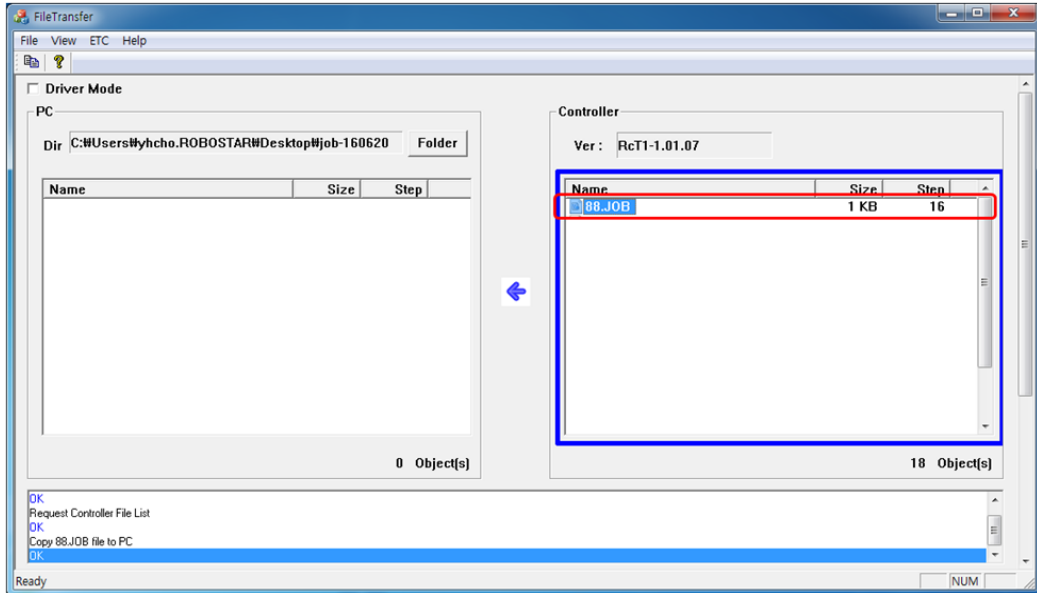 FileTransfer
File View ETC Help
Driver Mode
PC
Dir C:₩Users₩yhcho.ROBOSTAR₩Desktop₩job-160620 Folder
Name Size Step
0 Object(s)
Controller
Ver : RcT1-1.01.07
Name Size Step
88.JOB 1 KB 16
18 Object(s)
OK
Request Controller File List
OK
Copy 88.JOB file to PC
OK
Ready NUM